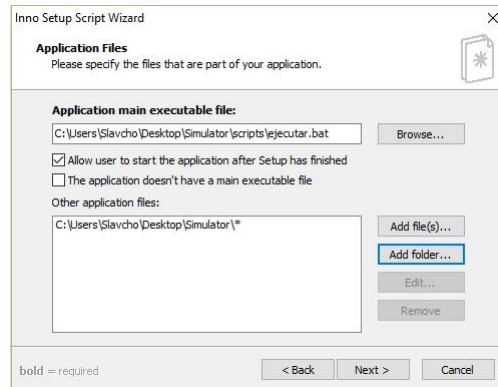 Inno Setup Script Wizard
Application Files
Please specify the files that are part of your application.
Application main executable file:
C:\Users\Slavcho\Desktop\Simulator\scripts\ejecutar.bat
Browse...
Allow user to start the application after Setup has finished
The application doesn't have a main executable file
Other application files:
C:\Users\Slavcho\Desktop\Simulator\*
Add file(s)...
Add folder...
Edit...
Remove
bold = required
< Back
Next >
Cancel